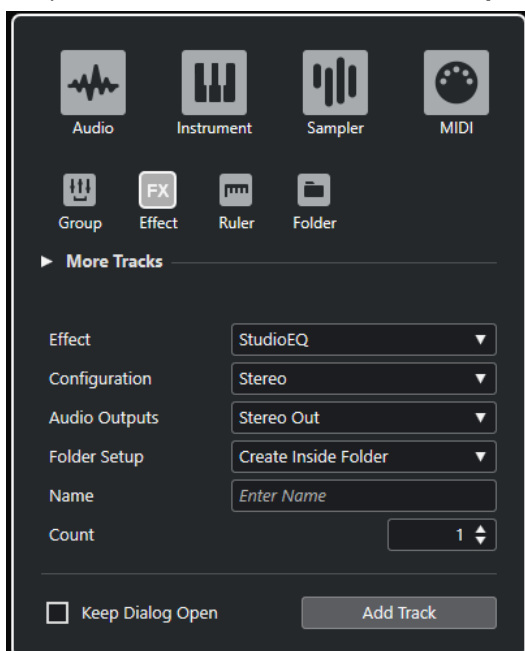 Audio Instrument Sampler MIDI
FX
Group Effect Ruler Folder
More Tracks
Effect StudioEQ
Configuration Stereo
Audio Outputs Stereo Out
Folder Setup Create Inside Folder
Name Enter Name
Count 1
Keep Dialog Open Add Track